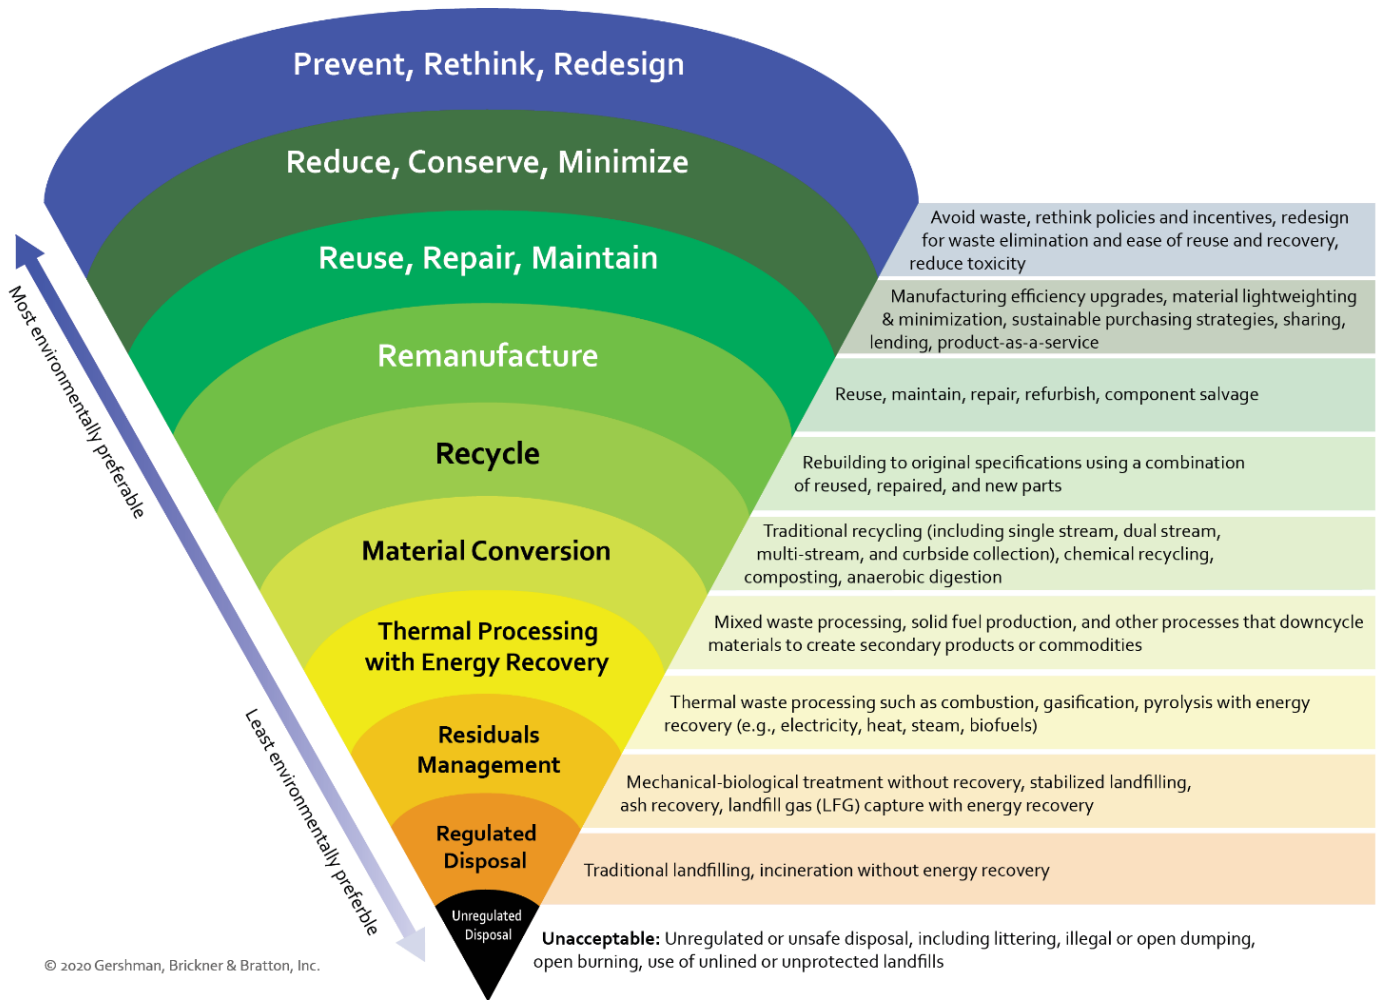 Prevent, Rethink, Redesign
Reduce, Conserve, Minimize
Reuse, Repair, Maintain
Remanufacture
Recycle
Material Conversion
Thermal Processing
with Energy Recovery
Residuals
Management
Regulated
Disposal
Unregulated
Disposal
Avoid waste, rethink policies and incentives, redesign
for waste elimination and ease of reuse and recovery,
reduce toxicity
Manufacturing efficiency upgrades, material lightweighting
& minimization, sustainable purchasing strategies, sharing,
lending, product-as-a-service
Reuse, maintain, repair, refurbish, component salvage
Rebuilding to original specifications using a combination
of reused, repaired, and new parts
Traditional recycling (including single stream, dual stream,
multi-stream, and curbside collection), chemical recycling,
composting, anaerobic digestion
Mixed waste processing, solid fuel production, and other processes that downcycle
materials to create secondary products or commodities
Thermal waste processing such as combustion, gasification, pyrolysis with energy
recovery (e.g., electricity, heat, steam, biofuels)
Mechanical-biological treatment without recovery, stabilized landfilling,
ash recovery, landfill gas (LFG) capture with energy recovery
Traditional landfilling, incineration without energy recovery
Unacceptable: Unregulated or unsafe disposal, including littering, illegal or open dumping,
open burning, use of unlined or unprotected landfills
Most environmentally preferable
Least environmentally preferble
© 2020 Gershman, Brickner & Bratton, Inc.